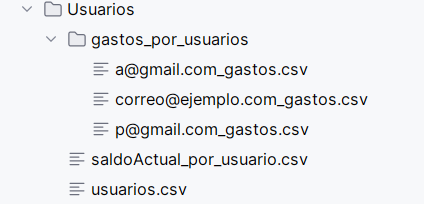 Usuarios
gastos_por_usuarios
a@gmail.com_gastos.csv
correo@ejemplo.com_gastos.csv
p@gmail.com_gastos.csv
saldoActual_por_usuario.csv
usuarios.csv